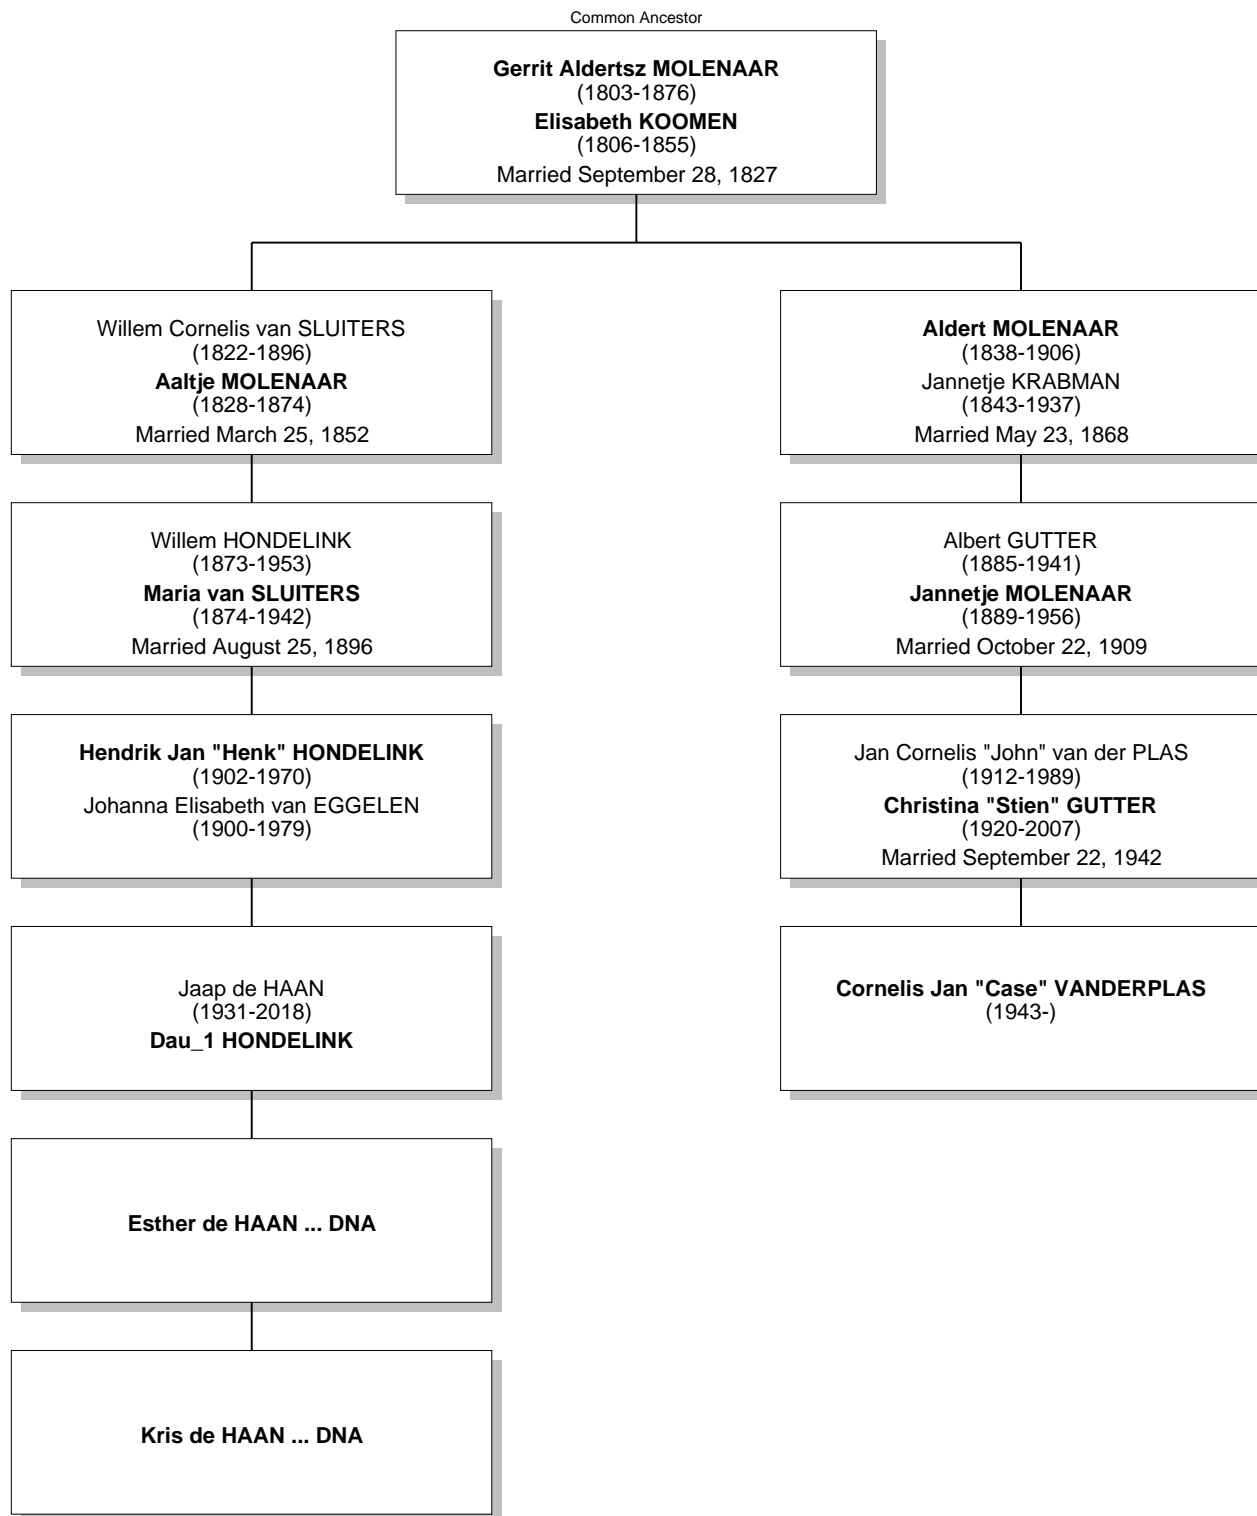 Common Ancestor
Gerrit Aldertsz MOLENAAR
(1803-1876)
Elisabeth KOOMEN
(1806-1855)
Married September 28, 1827
Willem Cornelis van SLUITERS
(1822-1896)
Aaltje MOLENAAR
(1828-1874)
Married March 25, 1852
Aldert MOLENAAR
(1838-1906)
Jannetje KRABMAN
(1843-1937)
Married May 23, 1868
Willem HONDELINK
(1873-1953)
Maria van SLUITERS
(1874-1942)
Married August 25, 1896
Albert GUTTER
(1885-1941)
Jannetje MOLENAAR
(1889-1956)
Married October 22, 1909
Hendrik Jan "Henk" HONDELINK
(1902-1970)
Johanna Elisabeth van EGGELEN
(1900-1979)
Jan Cornelis "John" van der PLAS
(1912-1989)
Christina "Stien" GUTTER
(1920-2007)
Married September 22, 1942
Jaap de HAAN
(1931-2018)
Dau_1 HONDELINK
Cornelis Jan "Case" VANDERPLAS
(1943-)
Esther de HAAN ... DNA
Kris de HAAN ... DNA